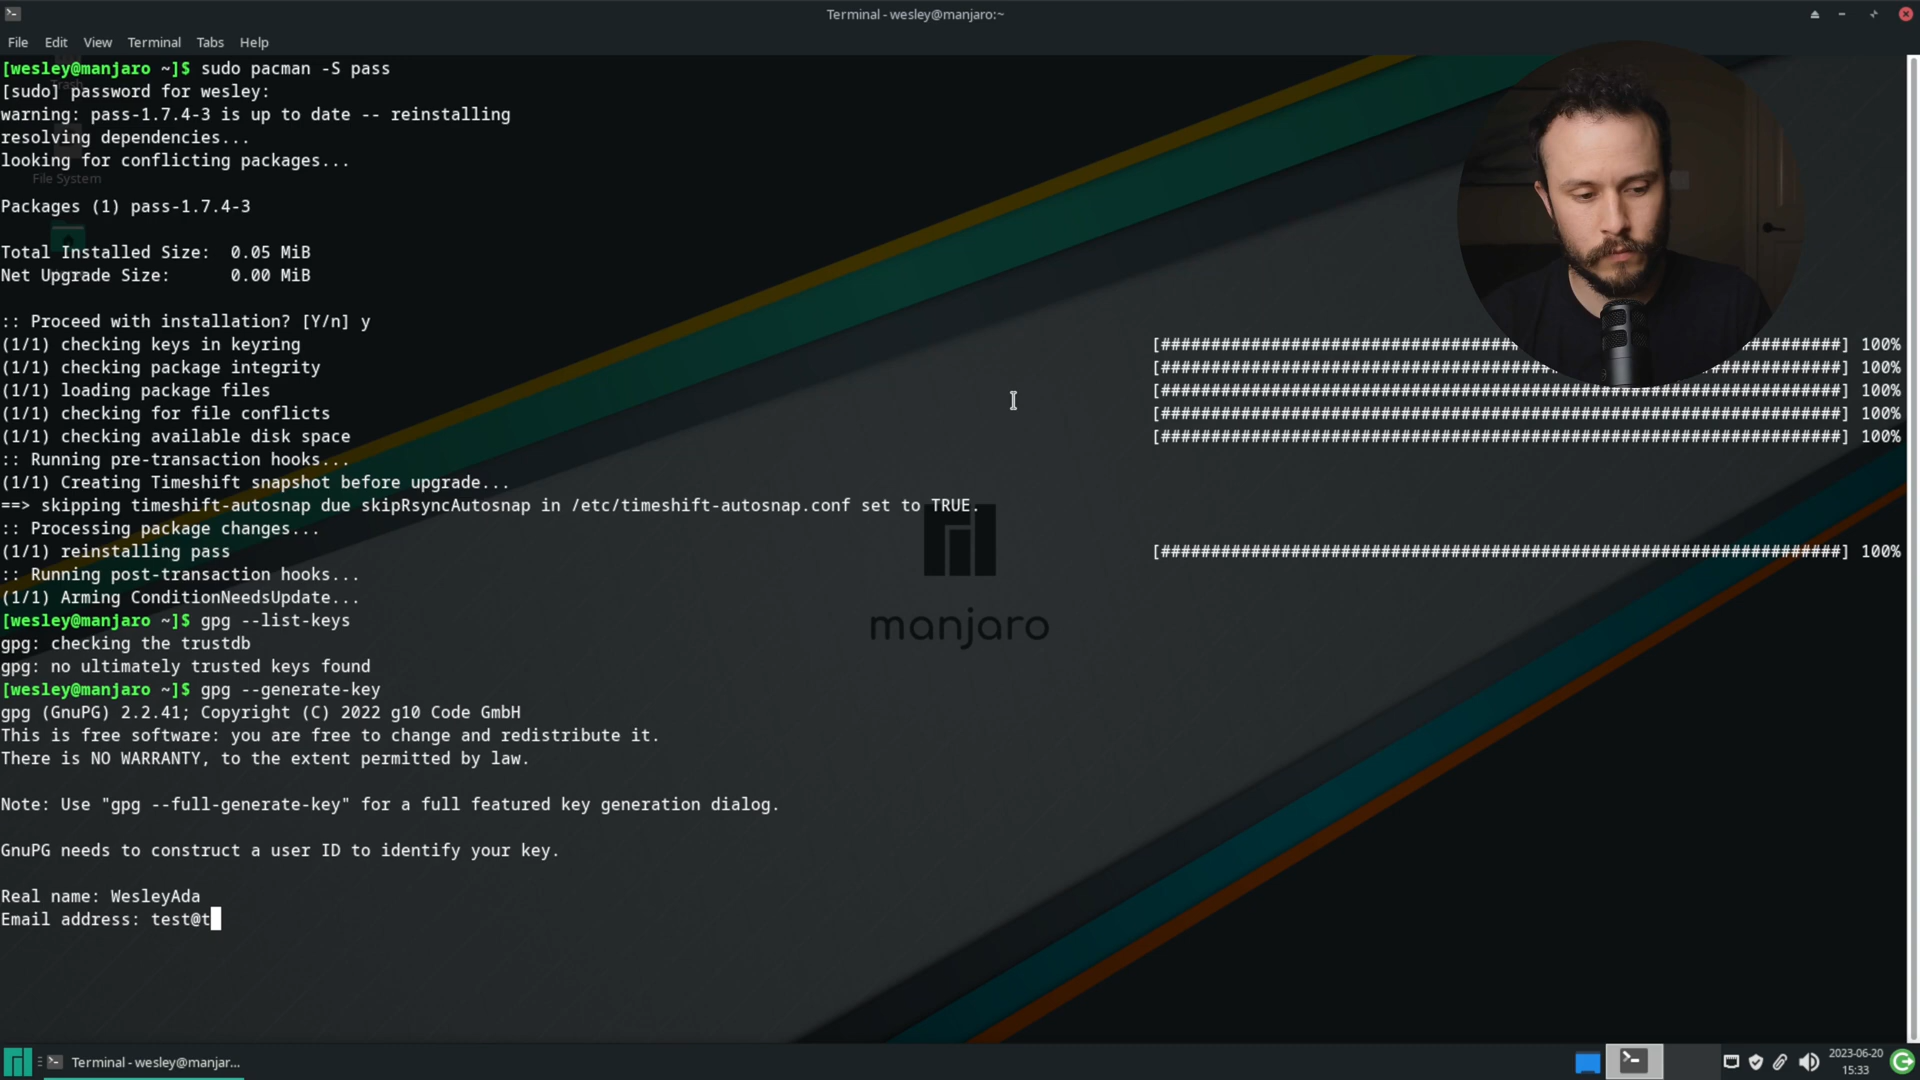 Terminal - wesley@manjaro:~
File Edit View Terminal Tabs Help
[wesley@manjaro ~]$ sudo pacman -S pass
Trash
[sudo] password for wesley:
warning: pass-1.7.4-3 is up to date -- reinstalling
resolving dependencies...
looking for conflicting packages...
File System
Packages (1) pass-1.7.4-3
Total Installed Size:  0.05 MiB
Net Upgrade Size:      0.00 MiB
:: Proceed with installation? [Y/n] y
(1/1) checking keys in keyring [####################################################################] 100%
(1/1) checking package integrity [####################################################################] 100%
(1/1) loading package files [####################################################################] 100%
(1/1) checking for file conflicts [####################################################################] 100%
(1/1) checking available disk space [####################################################################] 100%
:: Running pre-transaction hooks...
(1/1) Creating Timeshift snapshot before upgrade...
==> skipping timeshift-autosnap due skipRsyncAutosnap in /etc/timeshift-autosnap.conf set to TRUE.
:: Processing package changes...
(1/1) reinstalling pass [####################################################################] 100%
:: Running post-transaction hooks...
(1/1) Arming ConditionNeedsUpdate...
[wesley@manjaro ~]$ gpg --list-keys
manjaro
gpg: checking the trustdb
gpg: no ultimately trusted keys found
[wesley@manjaro ~]$ gpg --generate-key
gpg (GnuPG) 2.2.41; Copyright (C) 2022 g10 Code GmbH
This is free software: you are free to change and redistribute it.
There is NO WARRANTY, to the extent permitted by law.
Note: Use "gpg --full-generate-key" for a full featured key generation dialog.
GnuPG needs to construct a user ID to identify your key.
Real name: WesleyAda
Email address: test@t
Terminal - wesley@manjar...
2023-06-20
15:33